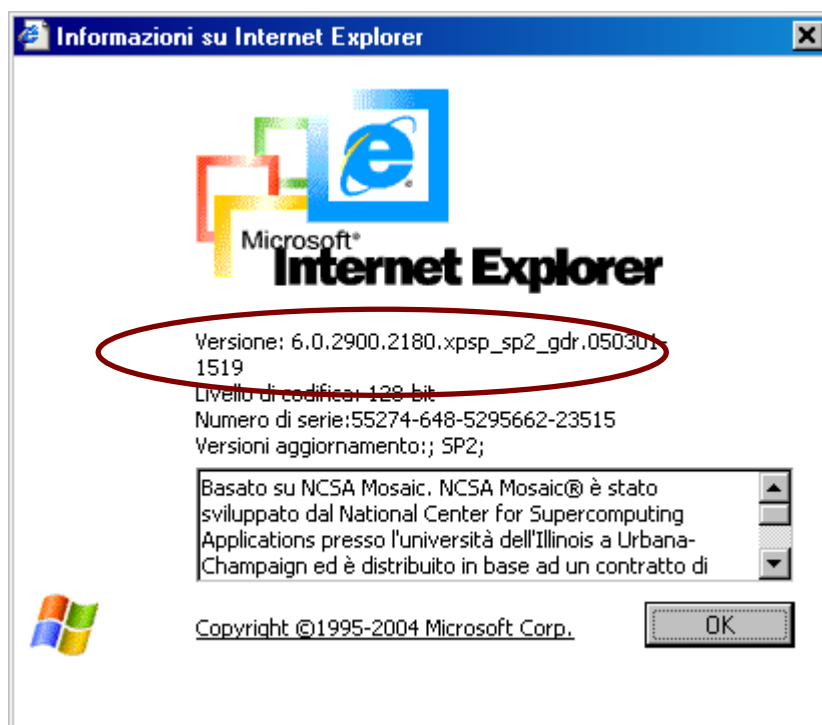 Informazioni su Internet Explorer
Microsoft®
Internet Explorer
Versione: 6.0.2900.2180.xpsp_sp2_gdr.050301-
1519
Livello di codifica: 128-bit
Numero di serie:55274-648-5295662-23515
Versioni aggiornamento:; SP2;
Basato su NCSA Mosaic. NCSA Mosaic® è stato
sviluppato dal National Center for Supercomputing
Applications presso l'università dell'Illinois a Urbana-
Champaign ed è distribuito in base ad un contratto di
Copyright ©1995-2004 Microsoft Corp.
OK